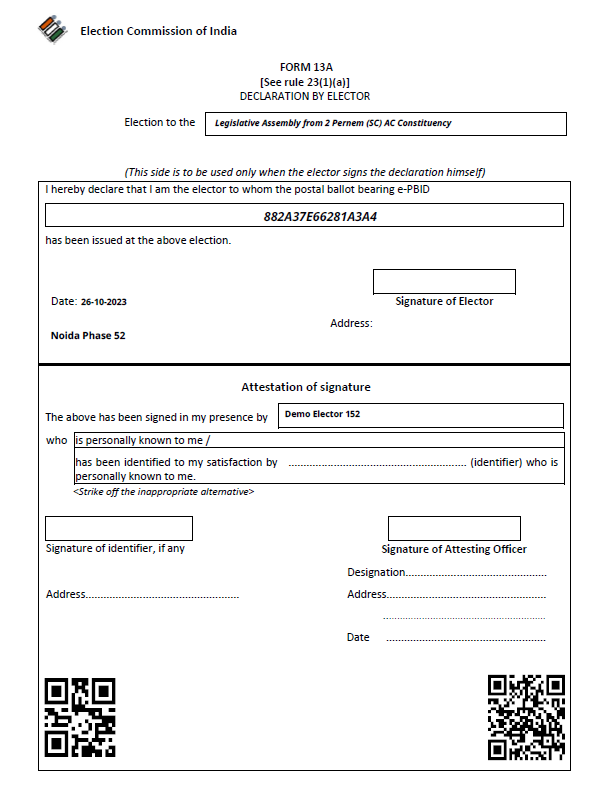 Election Commission of India
FORM 13A
[See rule 23(1)(a)]
DECLARATION BY ELECTOR
Election to the Legislative Assembly from 2 Pernem (SC) AC Constituency
(This side is to be used only when the elector signs the declaration himself)
I hereby declare that I am the elector to whom the postal ballot bearing e-PBID
882A37E66281A3A4
has been issued at the above election.
Date: 26-10-2023
Signature of Elector
Address:
Noida Phase 52
Attestation of signature
The above has been signed in my presence by Demo Elector 152
who is personally known to me /
has been identified to my satisfaction by ............................................................ (identifier) who is
personally known to me.
<Strike off the inappropriate alternative>
Signature of identifier, if any
Signature of Attesting Officer
Designation...............................................
Address................................................... Address.....................................................
......................................................
Date .....................................................